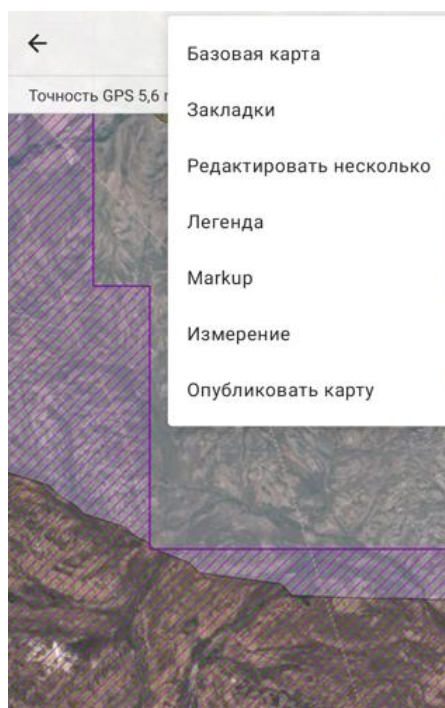 Базовая карта
Точность GPS 5,6
Закладки
Редактировать несколько
Легенда
Markup
Измерение
Опубликовать карту